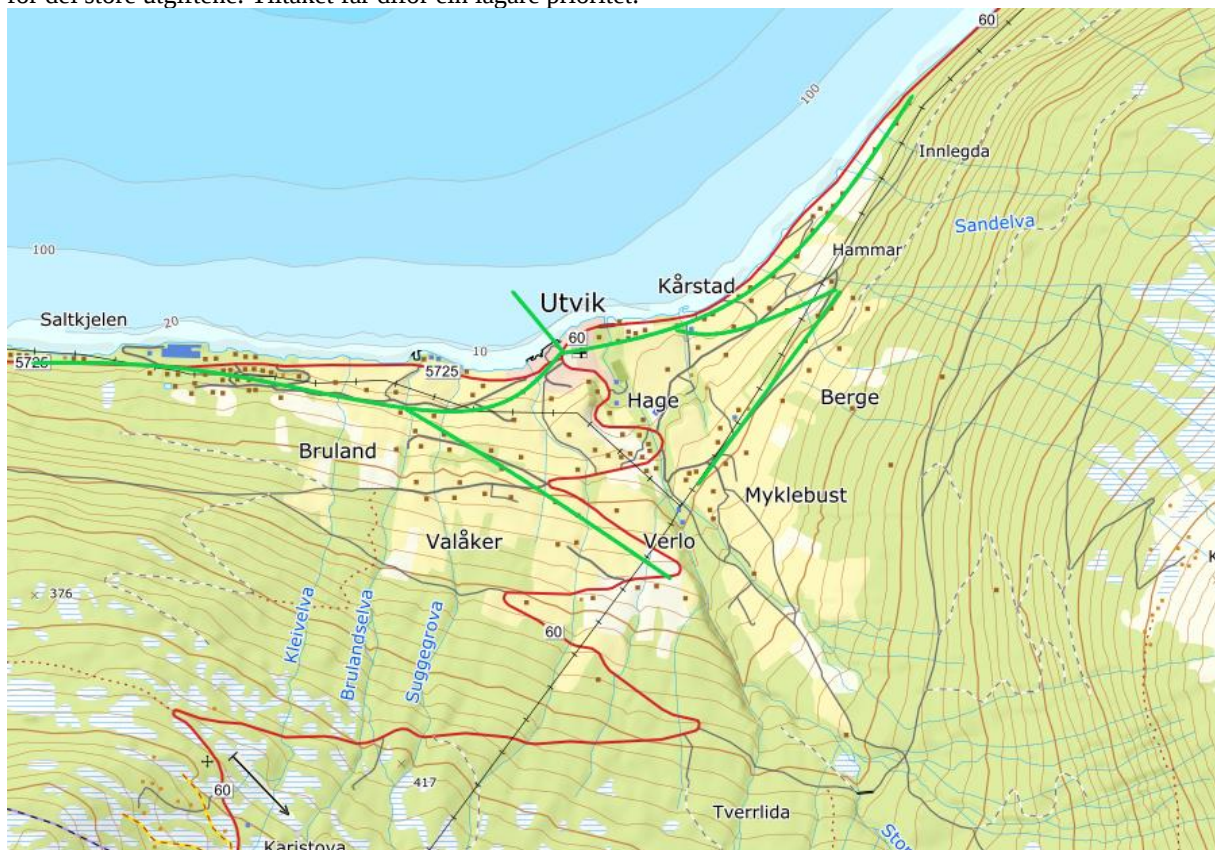 for dei store utgiftene. Tiltaket får difor ein lågare prioritet.
60
100
Innlegda
Sandelva
Hammar
100
Kårstad
Utvik
Saltkjelen
20
60
10
5725
5725
Hage
Berge
Bruland
Myklebust
Valåker
Verlo
376
Kleivelva
Brulandselva
Suggegrova
60
60
417
Tverrlida
Karistova